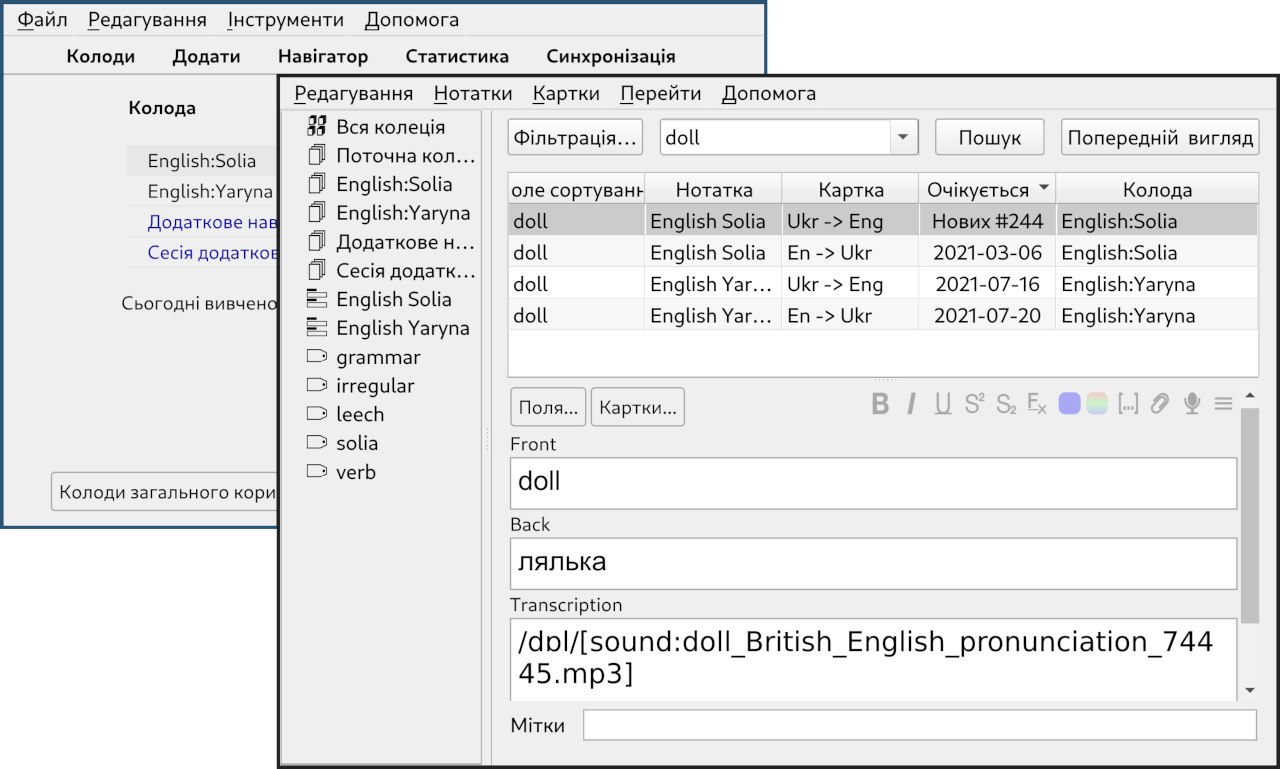 Файл Редагування Інструменти Допомога
Колоди Додати Навігатор Статистика Синхронізація
Колода
English:Solia
English:Yaryna
Додаткове нав
Сесія додатков
Сьогодні вивчено
Колоди загального кори
Редагування Нотатки Картки Перейти Допомога
Вся колеція
Поточна кол...
English:Solia
English:Yaryna
Додаткове н...
Сесія додатк...
English Solia
English Yaryna
grammar
irregular
leech
solia
verb
Фільтрація... doll Пошук Попередній вигляд
оле сортуванн Нотатка Картка Очікується Колода
doll English Solia Ukr -> Eng Нових #244 English:Solia
doll English Solia En -> Ukr 2021-03-06 English:Solia
doll English Yar... Ukr -> Eng 2021-07-16 English:Yaryna
doll English Yar... En -> Ukr 2021-07-20 English:Yaryna
Поля... Картки... B I U S² S₂ Ex [...]
Front
doll
Back
лялька
Transcription
/dɒl/[sound:doll_British_English_pronunciation_744
45.mp3]
Мітки